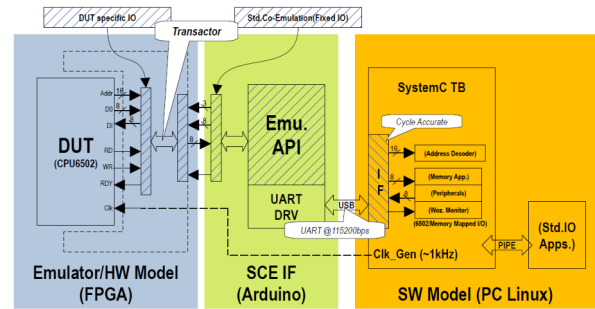 DUT specific IO
Std.Co-Emulation(Fixed IO)
Transactor
SystemC TB
Cycle Accurate
Addr
16
D0
8
DI
8
DUT
(CPU6502)
RD
WR
RDY
Clk
3
8
8
Emu.
API
UART
DRV
USB
UART @115200bps
I
F
16
(Address Decoder)
8
(Memory App.)
8
(Peripherals)
(Woz. Monitor)
(6502/Memory Mapped I/O)
Clk_Gen (~1kHz)
PIPE
(Std.IO
Apps.)
Emulator/HW Model
(FPGA)
SCE IF
(Arduino)
SW Model (PC Linux)